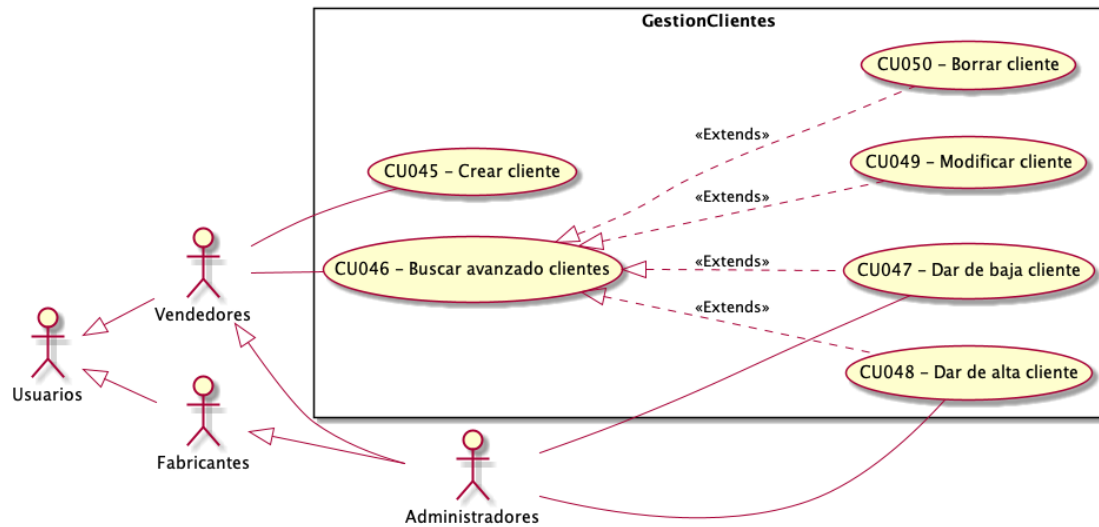 GestionClientes
CU050 – Borrar cliente
«Extends»
CU049 – Modificar cliente
CU045 – Crear cliente
«Extends»
CU046 – Buscar avanzado clientes
«Extends»
CU047 – Dar de baja cliente
«Extends»
Vendedores
CU048 – Dar de alta cliente
Usuarios
Fabricantes
Administradores